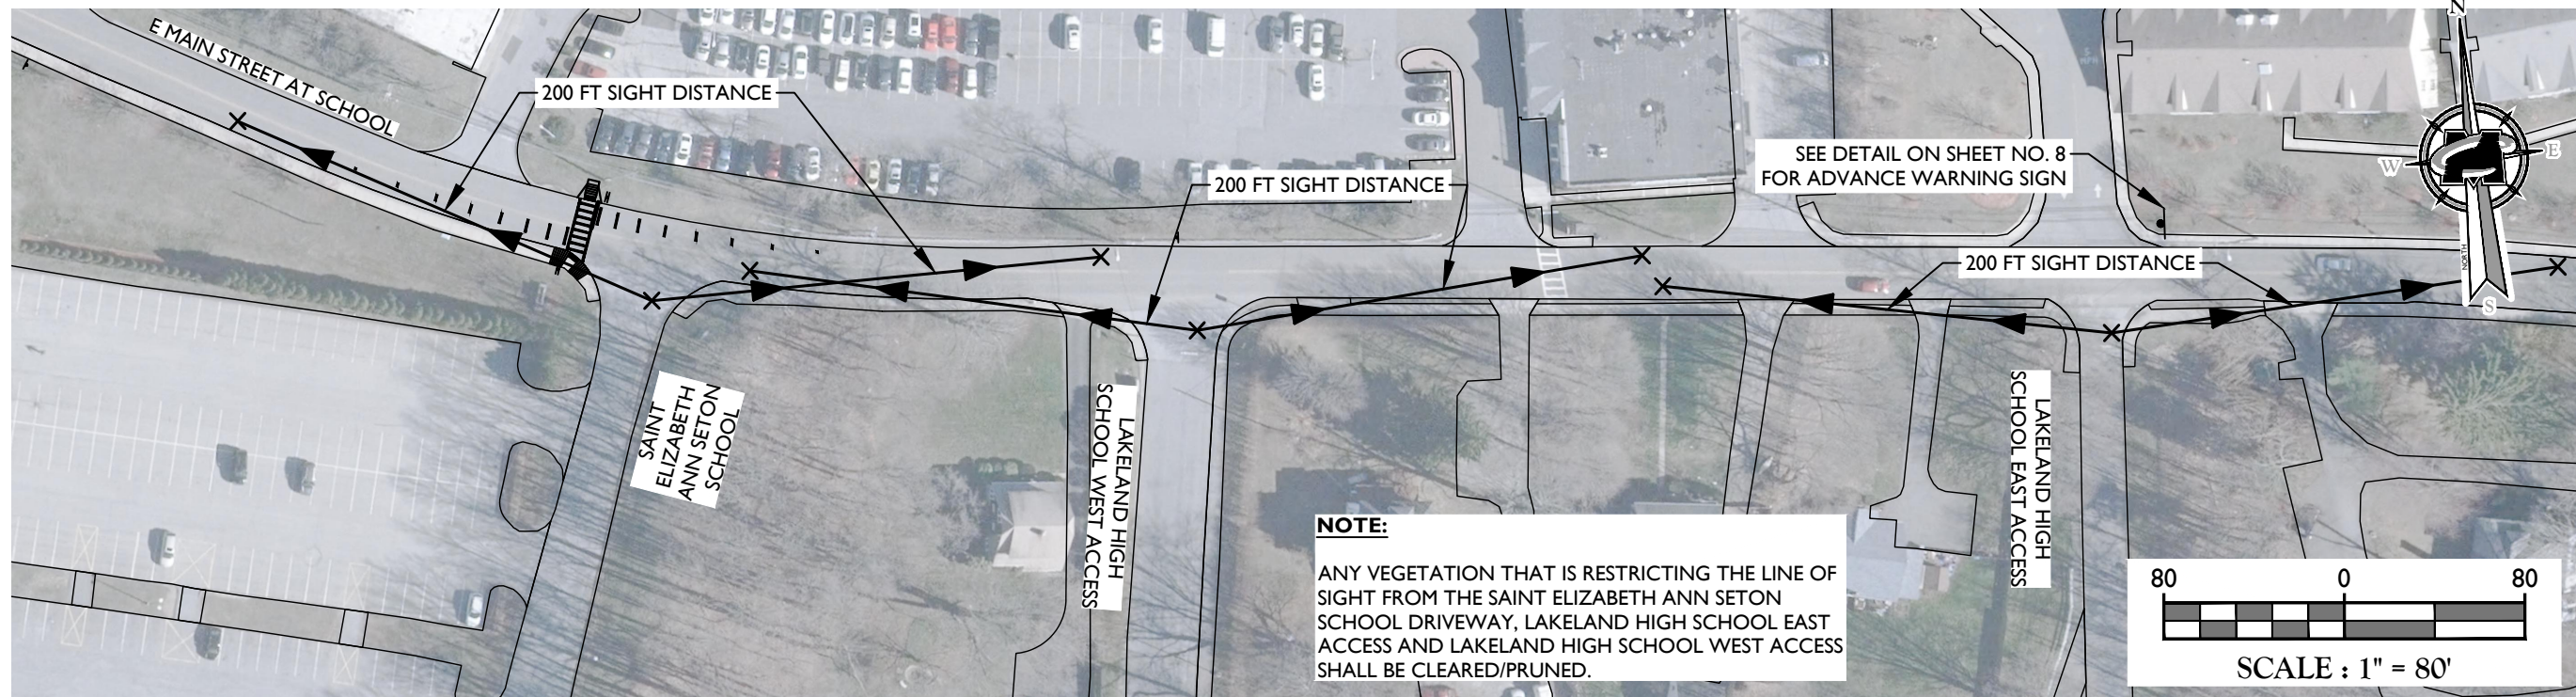 E MAIN STREET AT SCHOOL
200 FT SIGHT DISTANCE
200 FT SIGHT DISTANCE
SEE DETAIL ON SHEET NO. 8
FOR ADVANCE WARNING SIGN
200 FT SIGHT DISTANCE
N
W
E
S
NORTH
SAINT
ELIZABETH
ANN SETON
SCHOOL
LAKELAND HIGH
SCHOOL WEST ACCESS
LAKELAND HIGH
SCHOOL EAST ACCESS
NOTE:
ANY VEGETATION THAT IS RESTRICTING THE LINE OF
SIGHT FROM THE SAINT ELIZABETH ANN SETON
SCHOOL DRIVEWAY, LAKELAND HIGH SCHOOL EAST
ACCESS AND LAKELAND HIGH SCHOOL WEST ACCESS
SHALL BE CLEARED/PRUNED.
80 0 80
SCALE : 1" = 80'